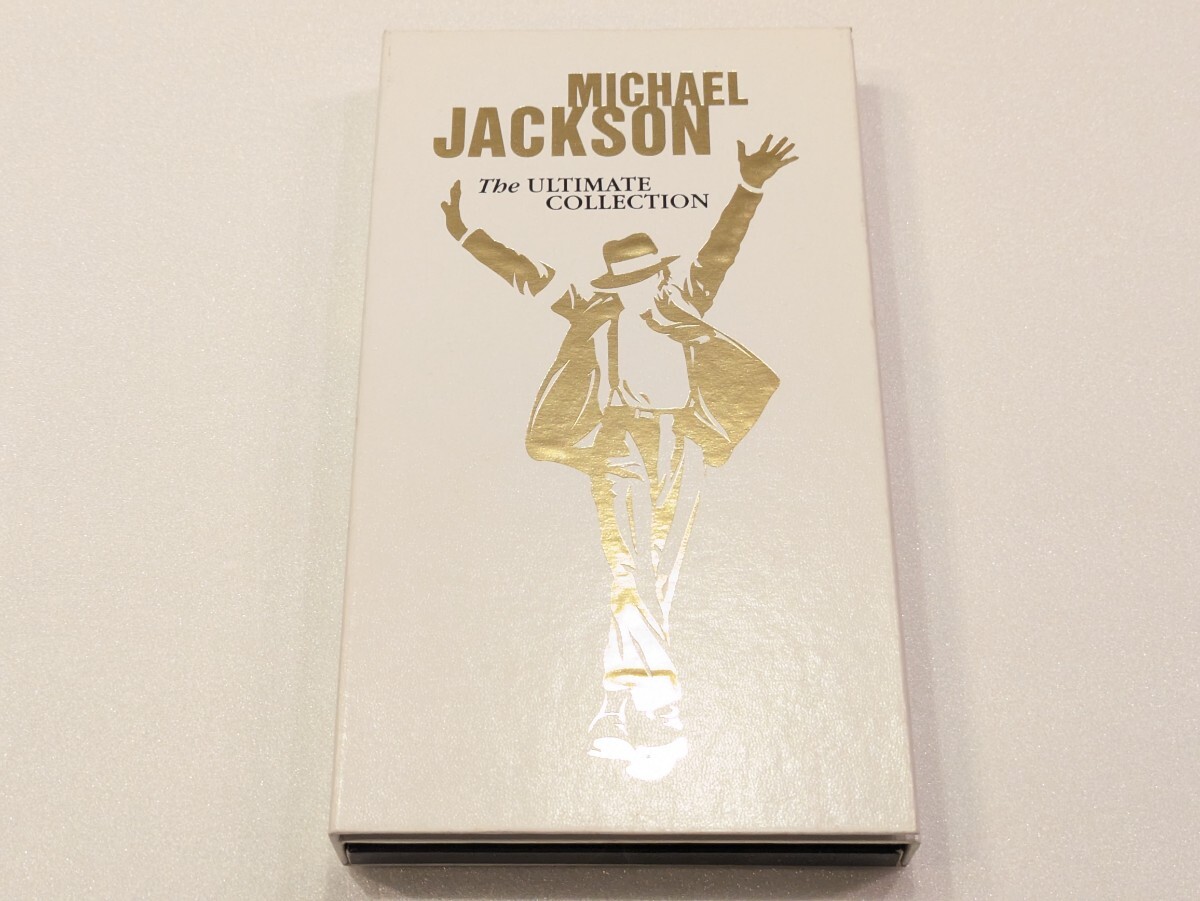 MICHAEL
JACKSON
The ULTIMATE
COLLECTION